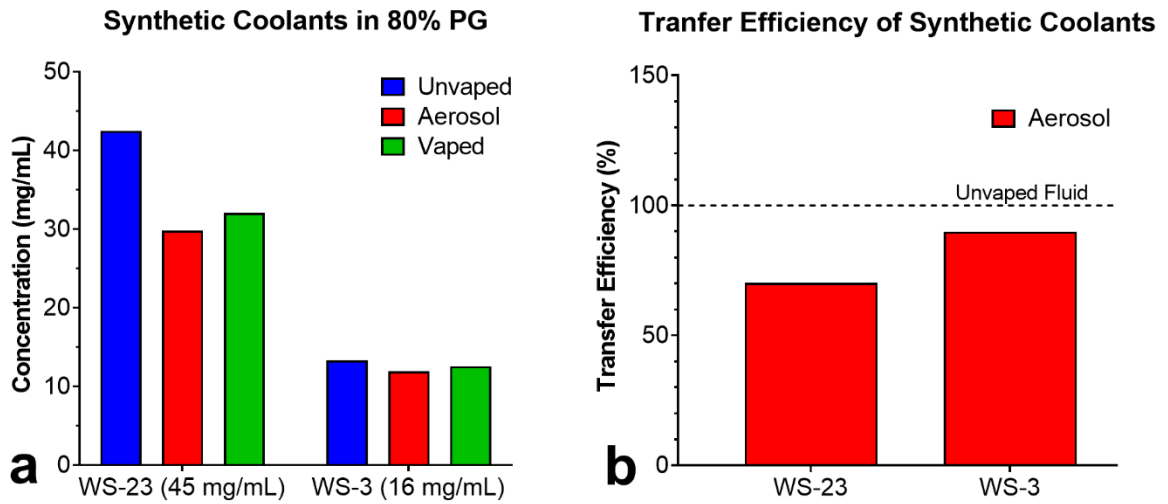 Synthetic Coolants in 80% PG
50
40
30
20
10
0
Concentration (mg/mL)
Unvaped
Aerosol
Vaped
WS-23 (45 mg/mL)
WS-3 (16 mg/mL)
a
Tranfer Efficiency of Synthetic Coolants
150
100
50
0
Transfer Efficiency (%)
Aerosol
Unvaped Fluid
WS-23
WS-3
b